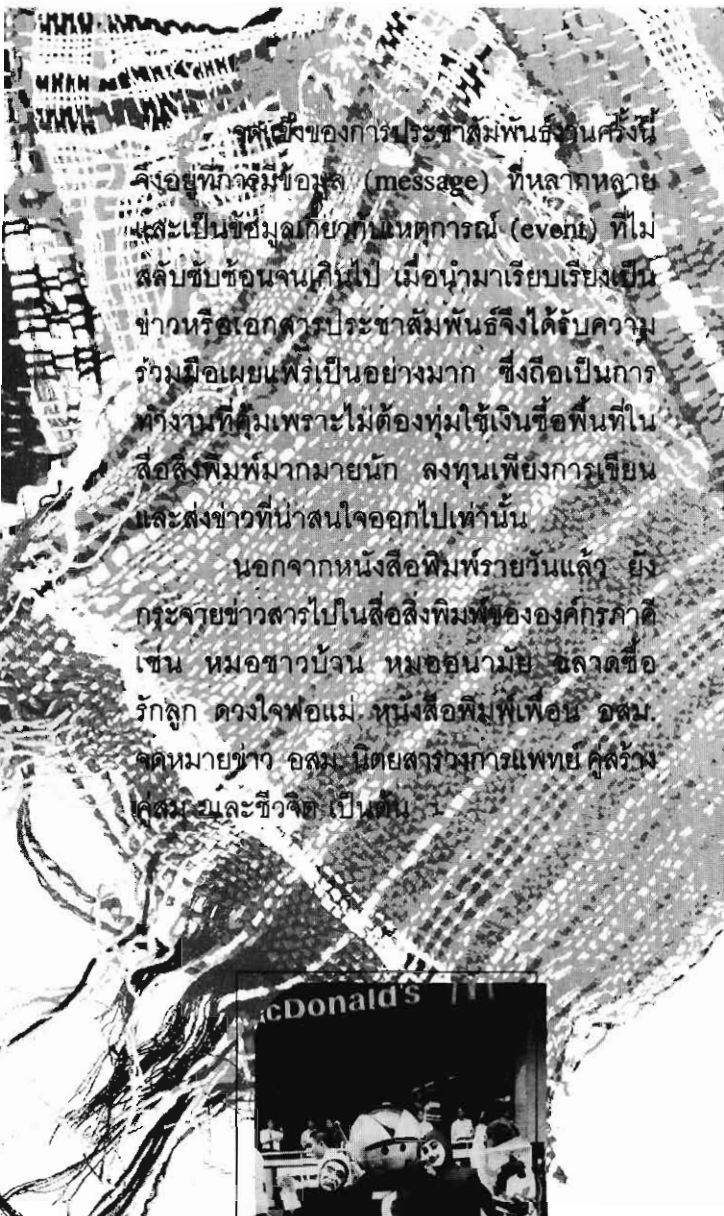 จุดแข็งของการประชาสัมพันธ์งานครั้งนี้
จึงอยู่ที่การมีข้อมูล (message) ที่หลากหลาย
และเป็นข้อมูลเกี่ยวกับเหตุการณ์ (event) ที่ไม่
สลับซับซ้อนจนเกินไป เมื่อนำมาเรียบเรียงเป็น
ข่าวหรือเอกสารประชาสัมพันธ์จึงได้รับความ
ร่วมมือเผยแพร่เป็นอย่างมาก ซึ่งถือเป็นการ
ทำงานที่คุ้มเพราะไม่ต้องทุ่มใช้เงินซื้อพื้นที่ใน
สื่อสิ่งพิมพ์มากมายนัก ลงทุนเพียงการเขียน
และส่งข่าวที่น่าสนใจออกไปเท่านั้น
นอกจากหนังสือพิมพ์รายวันแล้ว ยัง
กระจายข่าวสารไปในสื่อสิ่งพิมพ์ขององค์กรภาคี
เช่น หมอชาวบ้าน หมออนามัย ฉลาดซื้อ
รักลูก ดวงใจพ่อแม่ หนังสือพิมพ์เพื่อน อสม.
จดหมายข่าว อสม. นิตยสารวงการแพทย์ คู่สร้าง
คู่สม และชีวจิต เป็นต้น
cDonald's